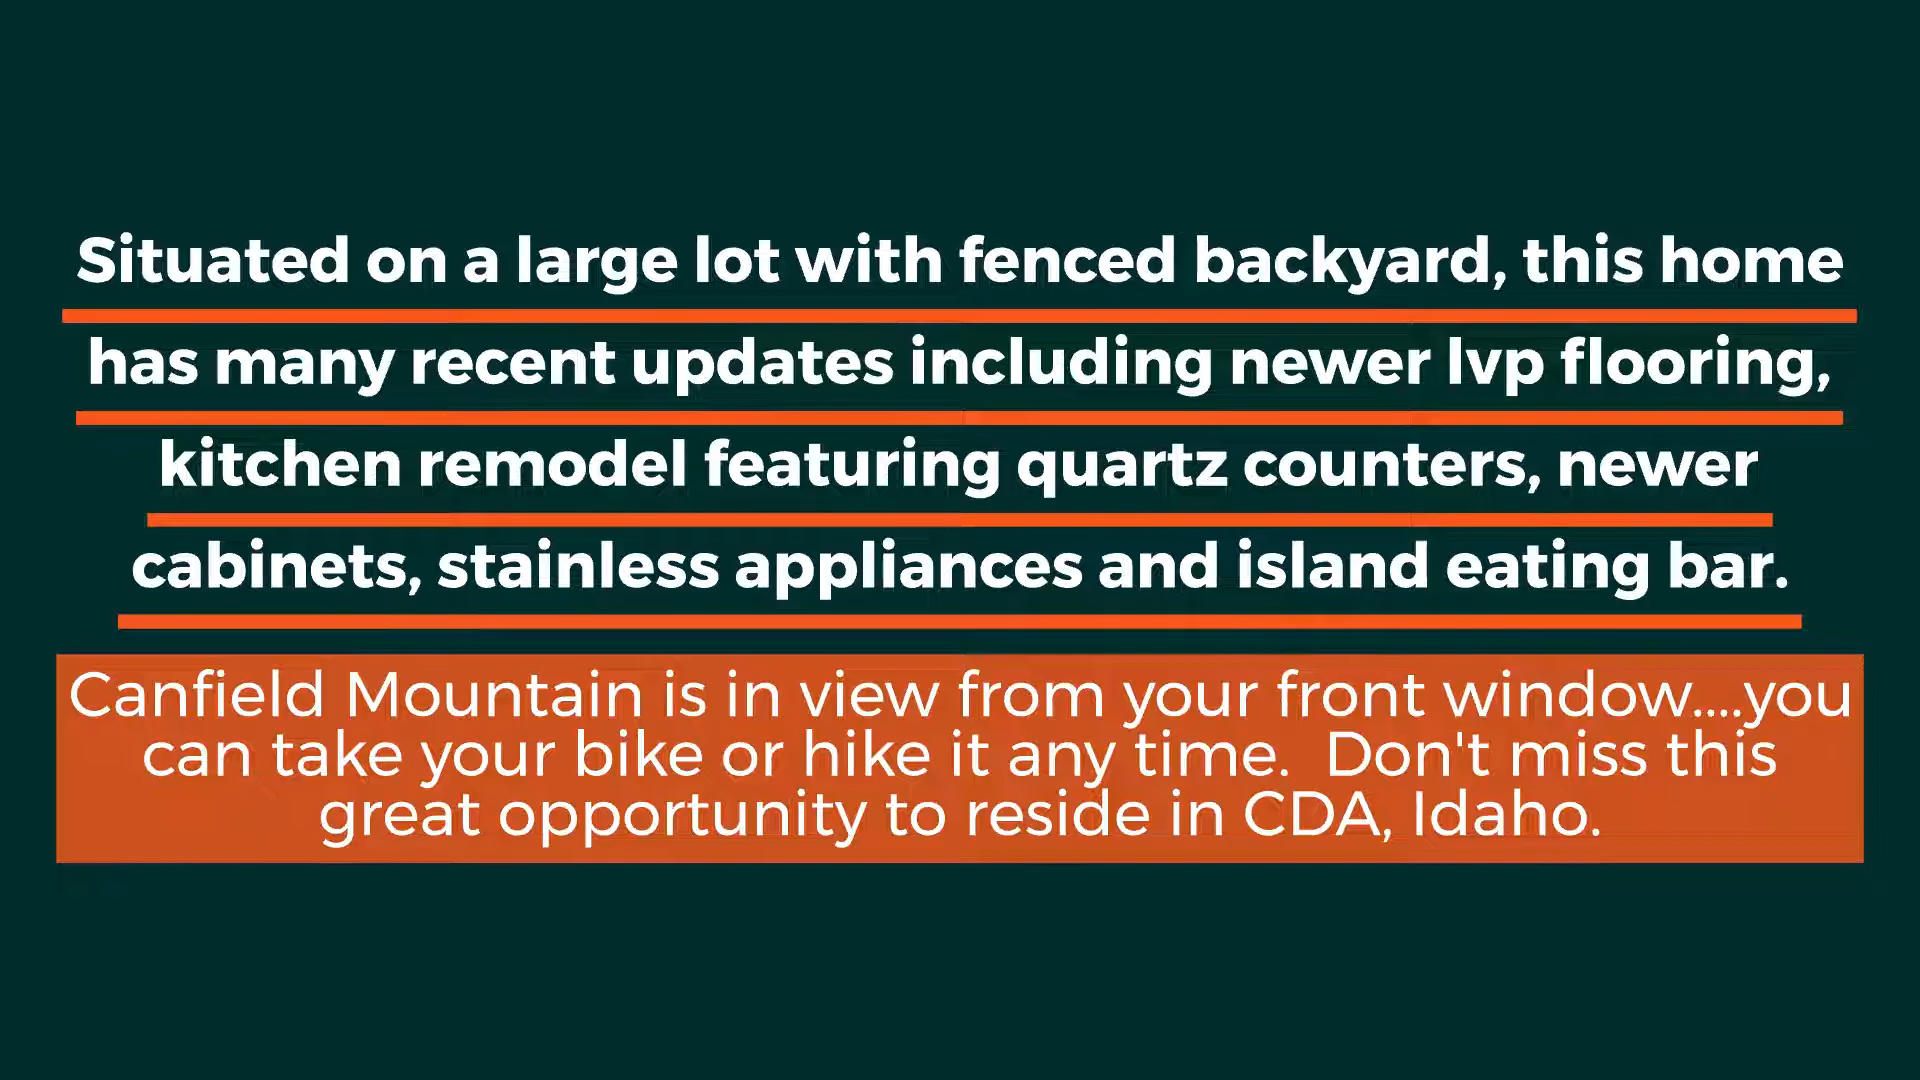 Situated on a large lot with fenced backyard, this home
has many recent updates including newer lvp flooring,
kitchen remodel featuring quartz counters, newer
cabinets, stainless appliances and island eating bar.
Canfield Mountain is in view from your front window....you
can take your bike or hike it any time.  Don't miss this
great opportunity to reside in CDA, Idaho.